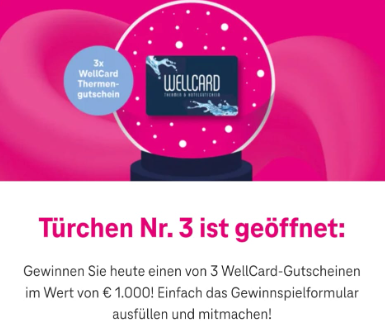 3x
WellCard
Thermen-
gutschein
WELLCARD
THERMEN & HOTELGUTSCHEIN
Türchen Nr. 3 ist geöffnet:
Gewinnen Sie heute einen von 3 WellCard-Gutscheinen
im Wert von € 1.000! Einfach das Gewinnspielformular
ausfüllen und mitmachen!